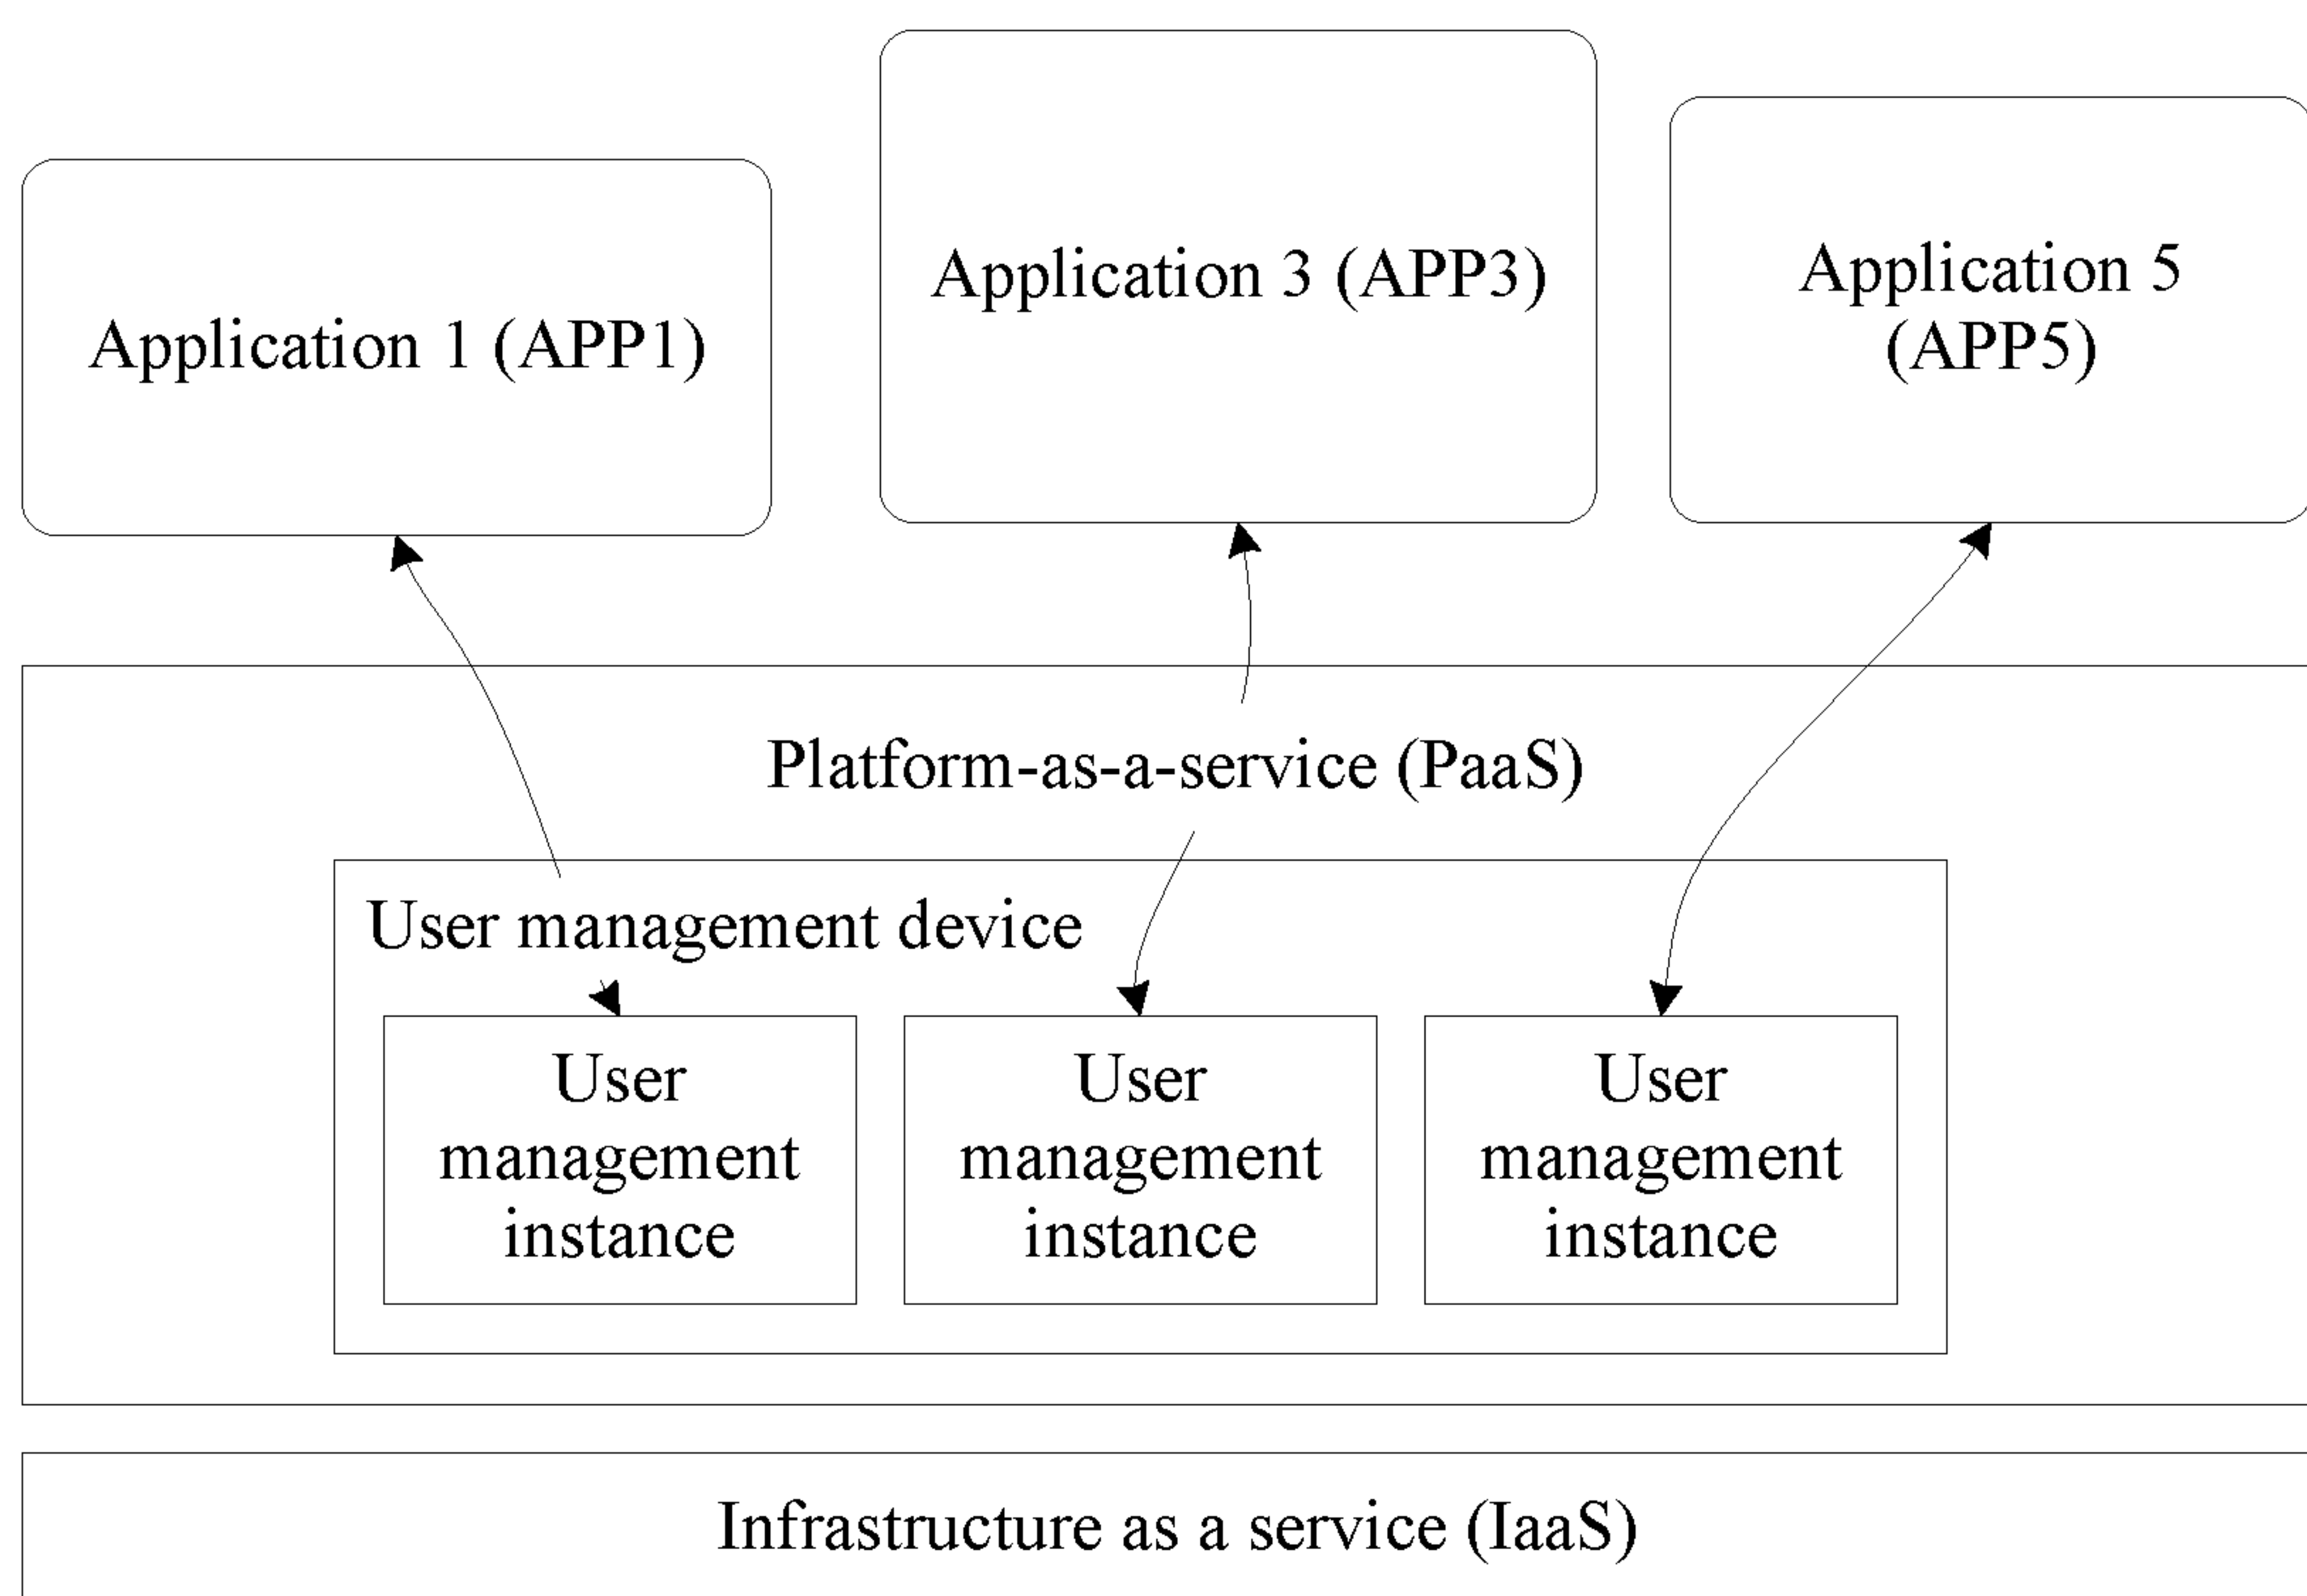 Application 1 (APP1)
Application 3 (APP3)
Application 5
(APP5)
Platform-as-a-service (PaaS)
User management device
User
management
instance
User
management
instance
User
management
instance
Infrastructure as a service (IaaS)